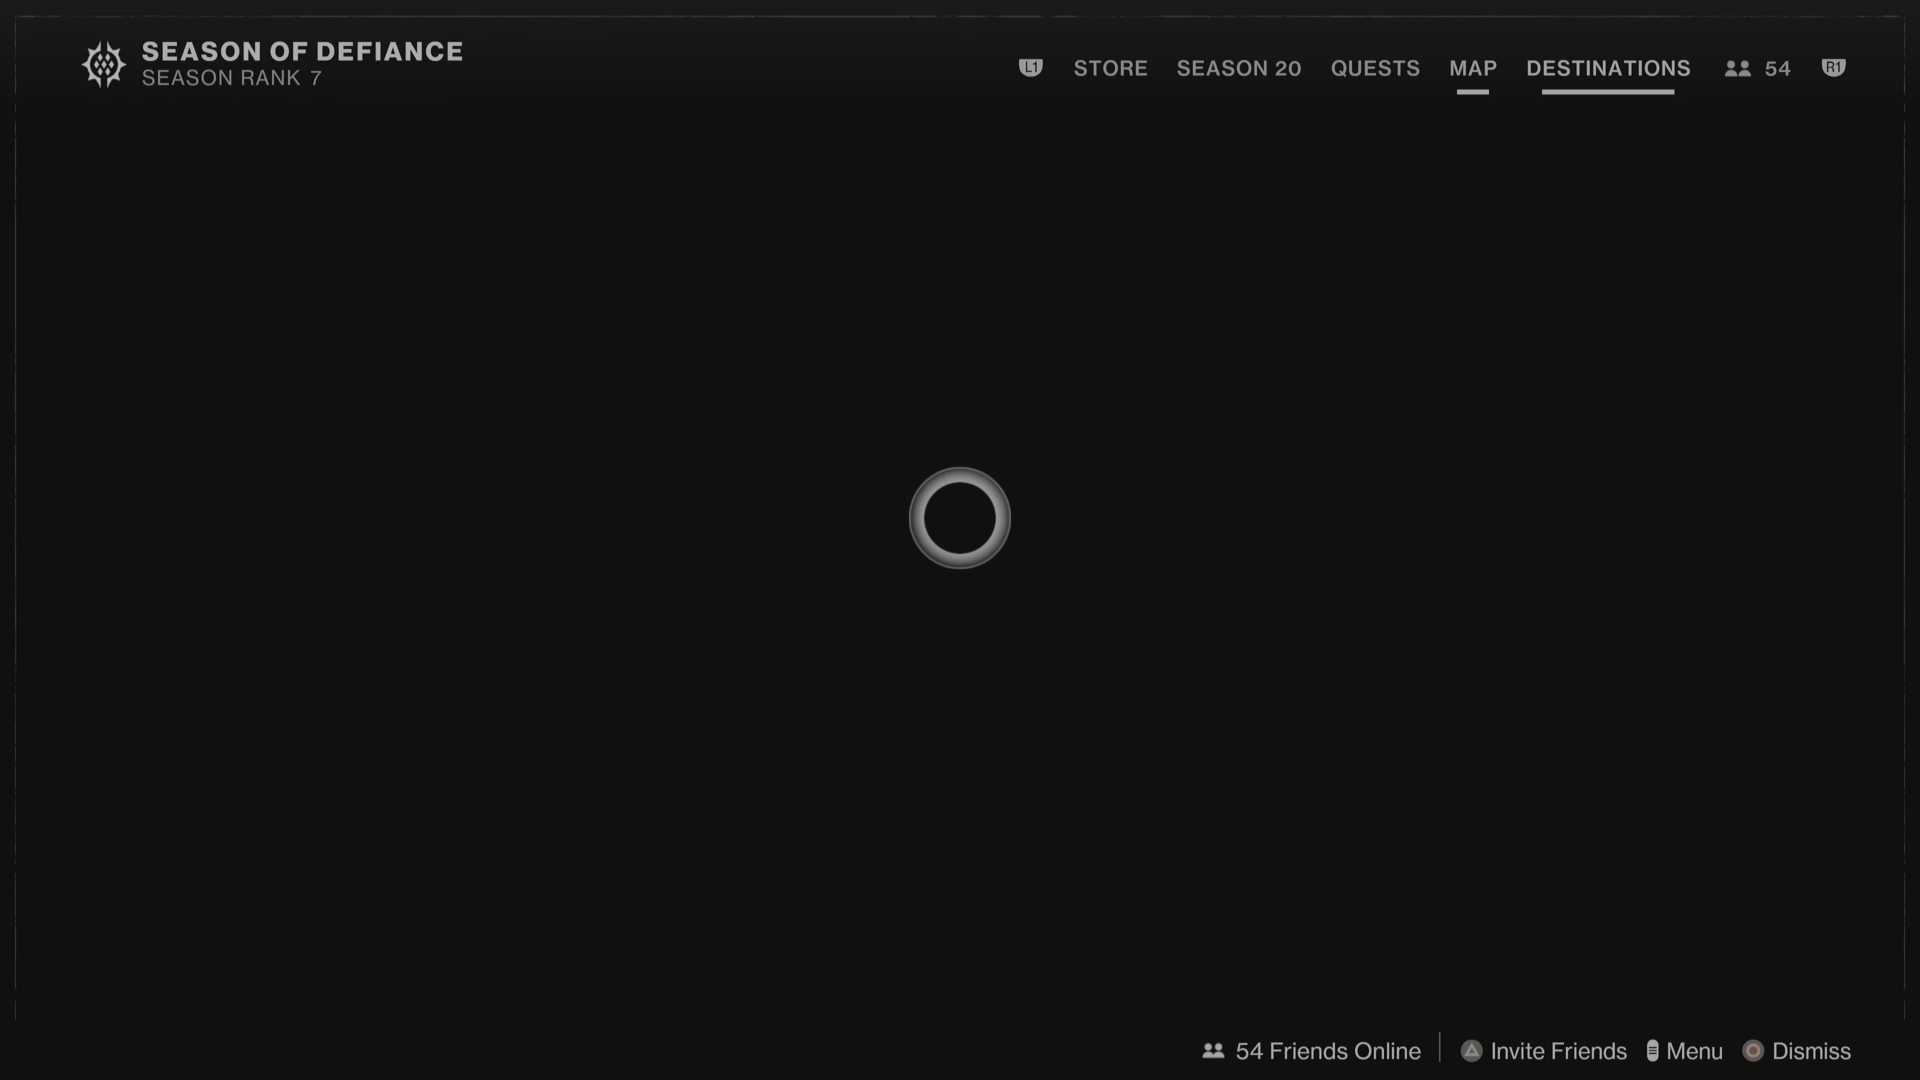 SEASON OF DEFIANCE
SEASON RANK 7
L1 STORE SEASON 20 QUESTS MAP DESTINATIONS 54 R1
54 Friends Online Invite Friends Menu Dismiss